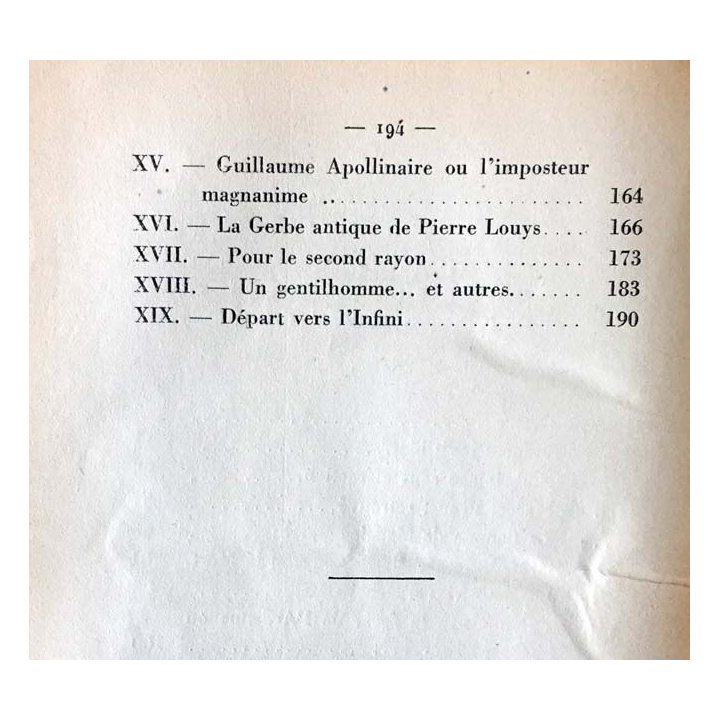 — 194 —
XV. — Guillaume Apollinaire ou l'imposteur
magnanime .......................... 164
XVI. — La Gerbe antique de Pierre Louys.... 166
XVII. — Pour le second rayon.............. 173
XVIII. — Un gentilhomme... et autres....... 183
XIX. — Départ vers l'Infini................ 190